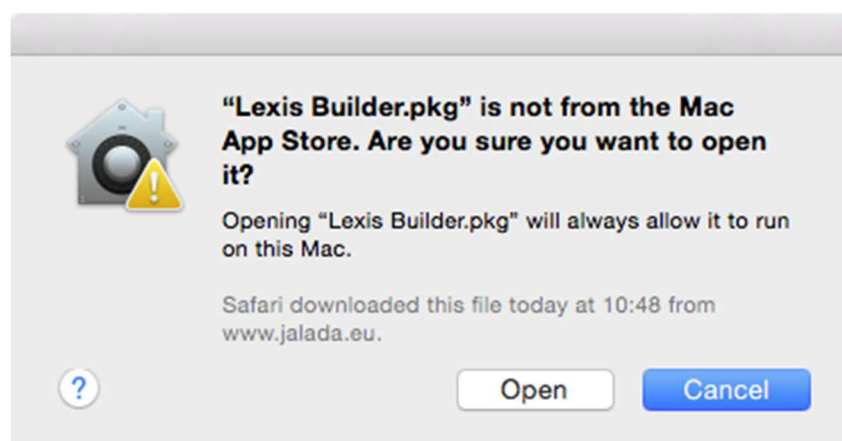 “Lexis Builder.pkg” is not from the Mac
App Store. Are you sure you want to open
it?
Opening “Lexis Builder.pkg” will always allow it to run
on this Mac.
Safari downloaded this file today at 10:48 from
www.jalada.eu.
?
Open
Cancel